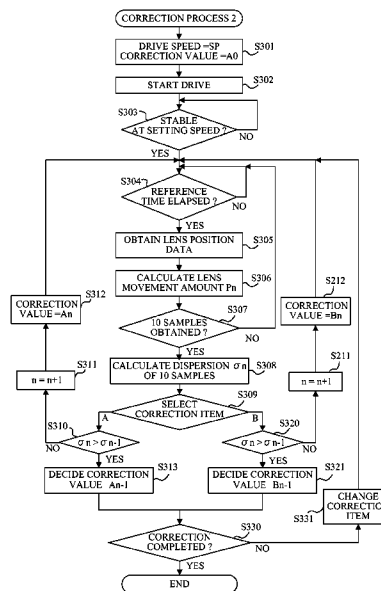 CORRECTION PROCESS 2
DRIVE SPEED =SP
CORRECTION VALUE =A0
S301
START DRIVE
S302
S303
STABLE
AT SETTING SPEED ?
NO
YES
S304
REFERENCE
TIME ELAPSED ?
NO
YES
OBTAIN LENS POSITION
DATA
S305
CALCULATE LENS
MOVEMENT AMOUNT Pn
S306
S307
10 SAMPLES
OBTAINED ?
NO
YES
CALCULATE DISPERSION σ n
OF 10 SAMPLES
S308
S309
SELECT
CORRECTION ITEM
A
B
S310
σ n > σ n-1
NO
YES
S311
n = n+1
S312
CORRECTION
VALUE =An
DECIDE CORRECTION
VALUE An-1
S313
S320
σ n > σ n-1
NO
YES
S211
n = n+1
S212
CORRECTION
VALUE =Bn
DECIDE CORRECTION
VALUE Bn-1
S321
S330
CORRECTION
COMPLETED ?
NO
YES
S331
CHANGE
CORRECTION
ITEM
END